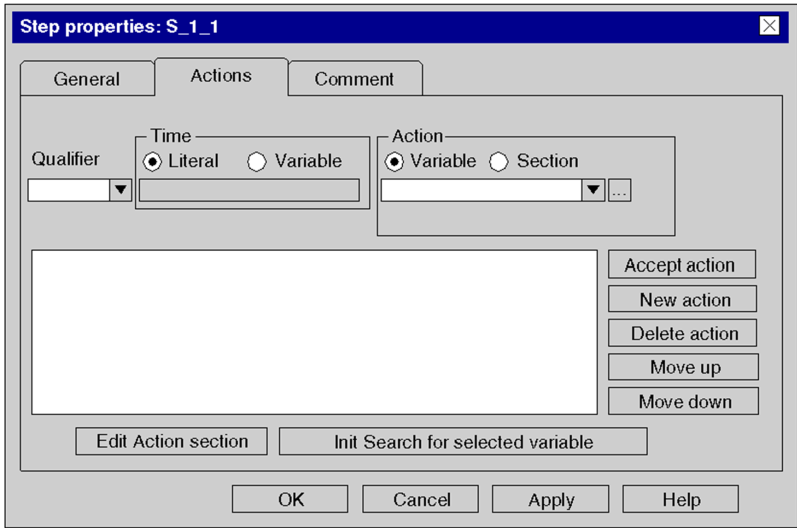 Step properties: S_1_1
General Actions Comment
Time Action
Qualifier Literal Variable Variable Section
...
Accept action
New action
Delete action
Move up
Move down
Edit Action section Init Search for selected variable
OK Cancel Apply Help